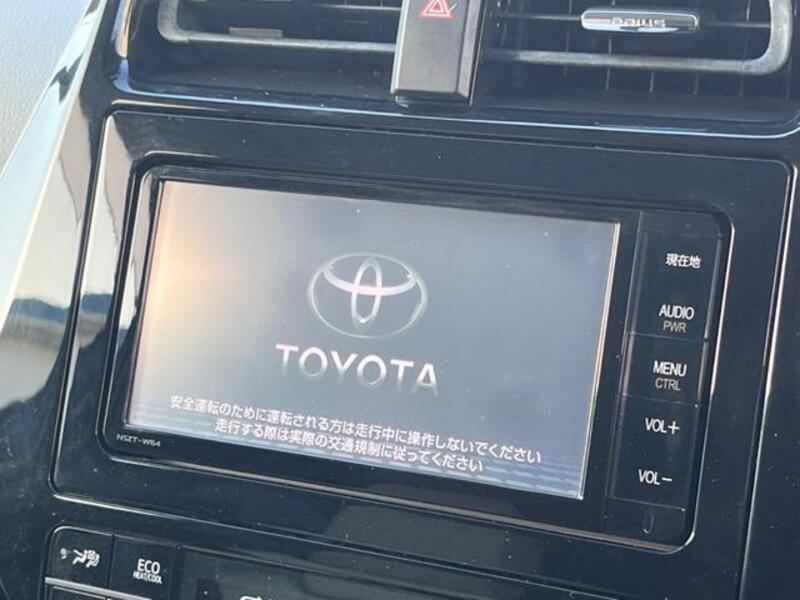 PRIUS
現在地
AUDIO
PWR
TOYOTA
MENU
CTRL
安全運転のために運転される方は走行中に操作しないでください
走行する際は実際の交通規制に従ってください
VOL+
NSZT-W64
VOL-
ECO
HEAT/COOL